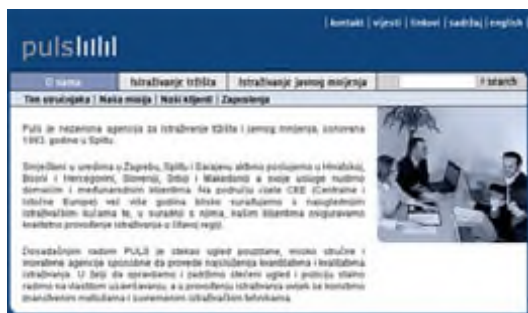 | kontakt | vijesti | linkovi | sadržaj | english |
puls
O nama Istraživanje tržišta Istraživanje javnog mnijenja search
Tim stručnjaka | Naša misija | Naši klijenti | Zaposlenja
Puls je nezavisna agencija za istraživanje tržišta i javnog mnijenja, osnovana
1993. godine u Splitu.
Smješteni u uredima u Zagrebu, Splitu i Sarajevu aktivno poslujemo u Hrvatskoj,
Bosni i Hercegovini, Sloveniji, Srbiji i Makedoniji a svoje usluge nudimo
domaćim i međunarodnim klijentima. Na području cijele CEE (Centralne i
Istočne Europe) već više godina blisko surađujemo s najuglednijim
istraživačkim kućama te, u suradnji s njima, našim klijentima osiguravamo
kvalitetno provođenje istraživanja u čitavoj regiji.
Dosadašnjim radom PULS je stekao ugled pouzdane, visoko stručne i
inovativne agencije sposobne da provede najsloženija kvantitativna i kvalitativna
istraživanja. U želji da opravdamo i zadržimo stečeni ugled i poziciju stalno
radimo na vlastitom usavršavanju, a u provođenju istraživanja uvijek se koristimo
znanstvenim metodama i suvremenim istraživačkim tehnikama.